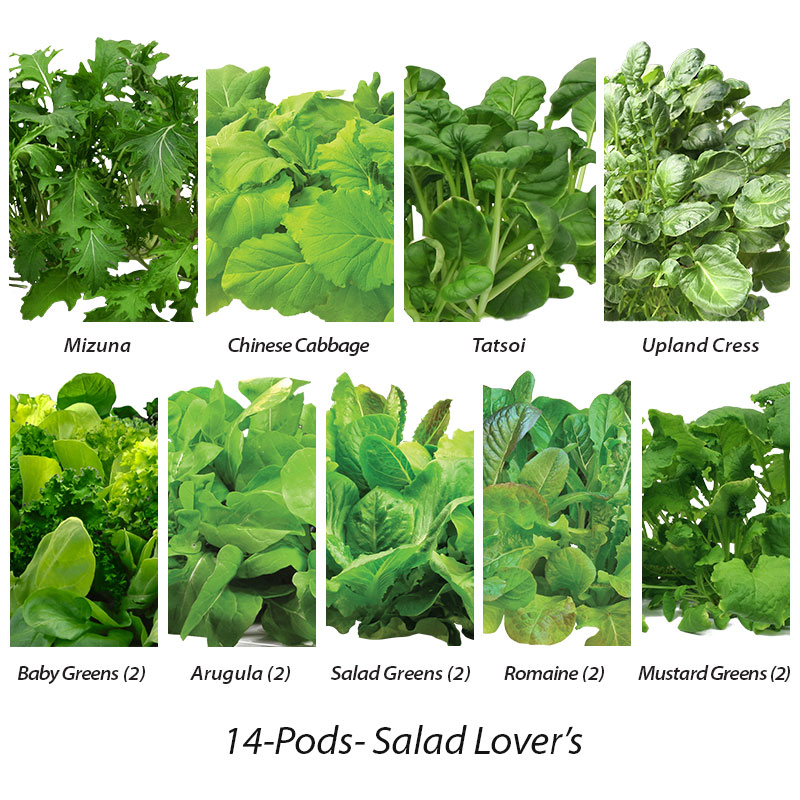 Mizuna
Chinese Cabbage
Tatsoi
Upland Cress
Baby Greens (2)
Arugula (2)
Salad Greens (2)
Romaine (2)
Mustard Greens (2)
14-Pods- Salad Lover’s